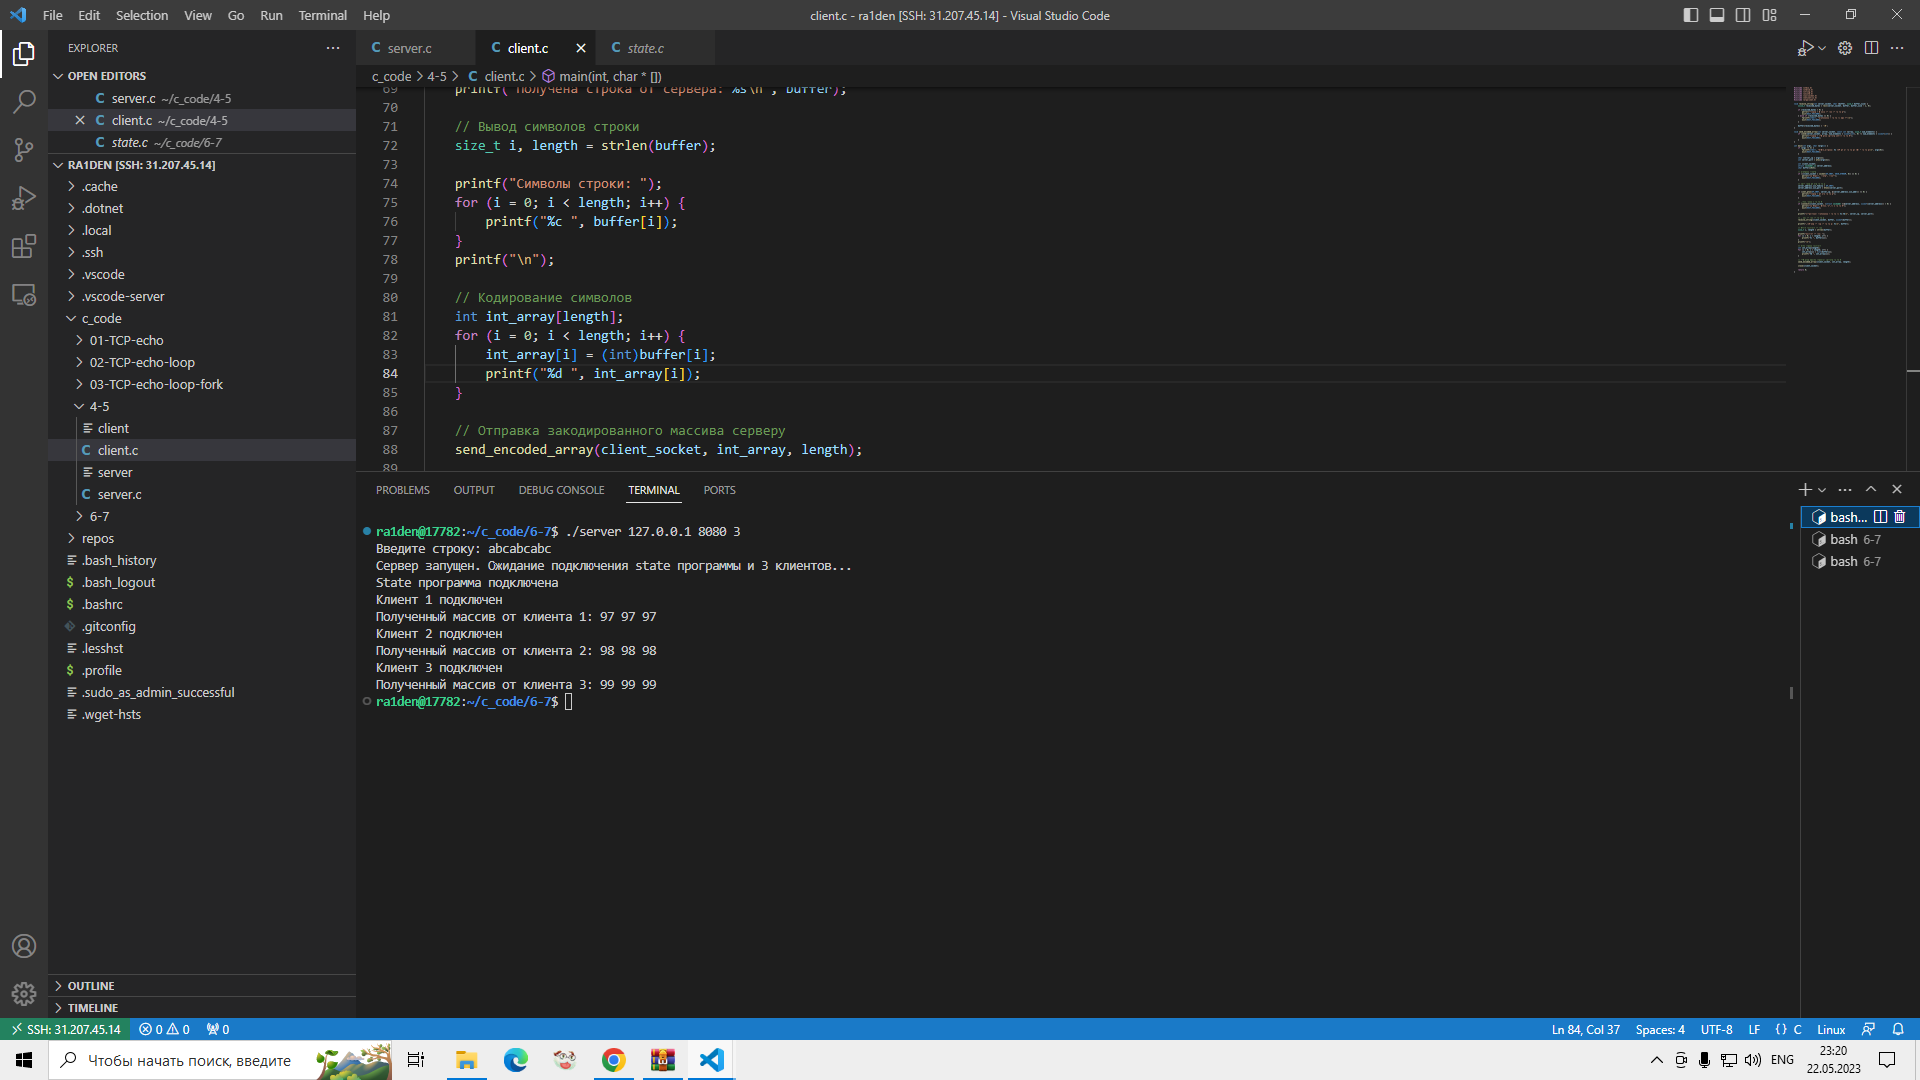 File Edit Selection View Go Run Terminal Help
client.c - ra1den [SSH: 31.207.45.14] - Visual Studio Code
EXPLORER
OPEN EDITORS
server.c ~/c_code/4-5
client.c ~/c_code/4-5
state.c ~/c_code/6-7
RA1DEN [SSH: 31.207.45.14]
.cache
.dotnet
.local
.ssh
.vscode
.vscode-server
c_code
01-TCP-echo
02-TCP-echo-loop
03-TCP-echo-loop-fork
4-5
client
C client.c
server
C server.c
6-7
repos
.bash_history
$ .bash_logout
$ .bashrc
.gitconfig
.lesshst
$ .profile
.sudo_as_admin_successful
.wget-hsts
OUTLINE
TIMELINE
C server.c C client.c C state.c
c_code > 4-5 > C client.c > main(int, char * [])
69 printf("Получена строка от сервера: %s\n", buffer);
70
71 // Вывод символов строки
72 size_t i, length = strlen(buffer);
73
74 printf("Символы строки: ");
75 for (i = 0; i < length; i++) {
76 printf("%c ", buffer[i]);
77 }
78 printf("\n");
79
80 // Кодирование символов
81 int int_array[length];
82 for (i = 0; i < length; i++) {
83 int_array[i] = (int)buffer[i];
84 printf("%d ", int_array[i]);
85 }
86
87 // Отправка закодированного массива серверу
88 send_encoded_array(client_socket, int_array, length);
89
PROBLEMS OUTPUT DEBUG CONSOLE TERMINAL PORTS
ra1den@17782:~/c_code/6-7$ ./server 127.0.0.1 8080 3
Введите строку: abcabcabc
Сервер запущен. Ожидание подключения state программы и 3 клиентов...
State программа подключена
Клиент 1 подключен
Полученный массив от клиента 1: 97 97 97
Клиент 2 подключен
Полученный массив от клиента 2: 98 98 98
Клиент 3 подключен
Полученный массив от клиента 3: 99 99 99
ra1den@17782:~/c_code/6-7$
bash...
bash 6-7
bash 6-7
SSH: 31.207.45.14 0 0 0
Ln 84, Col 37 Spaces: 4 UTF-8 LF {} C Linux
Чтобы начать поиск, введите
ENG
23:20
22.05.2023